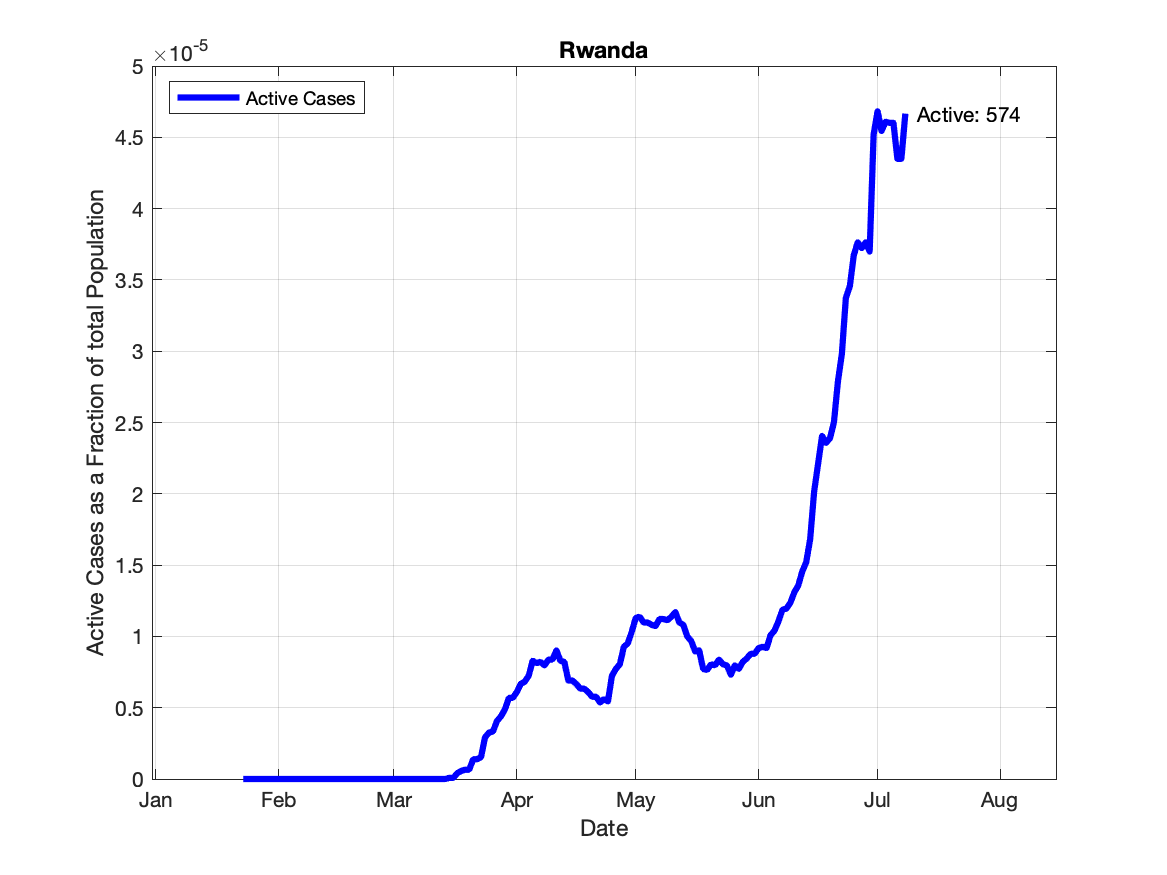 Rwanda
×10-5
5
4.5
4
3.5
3
2.5
2
1.5
1
0.5
0
Active Cases as a Fraction of total Population
Active Cases
Active: 574
Jan Feb Mar Apr May Jun Jul Aug
Date